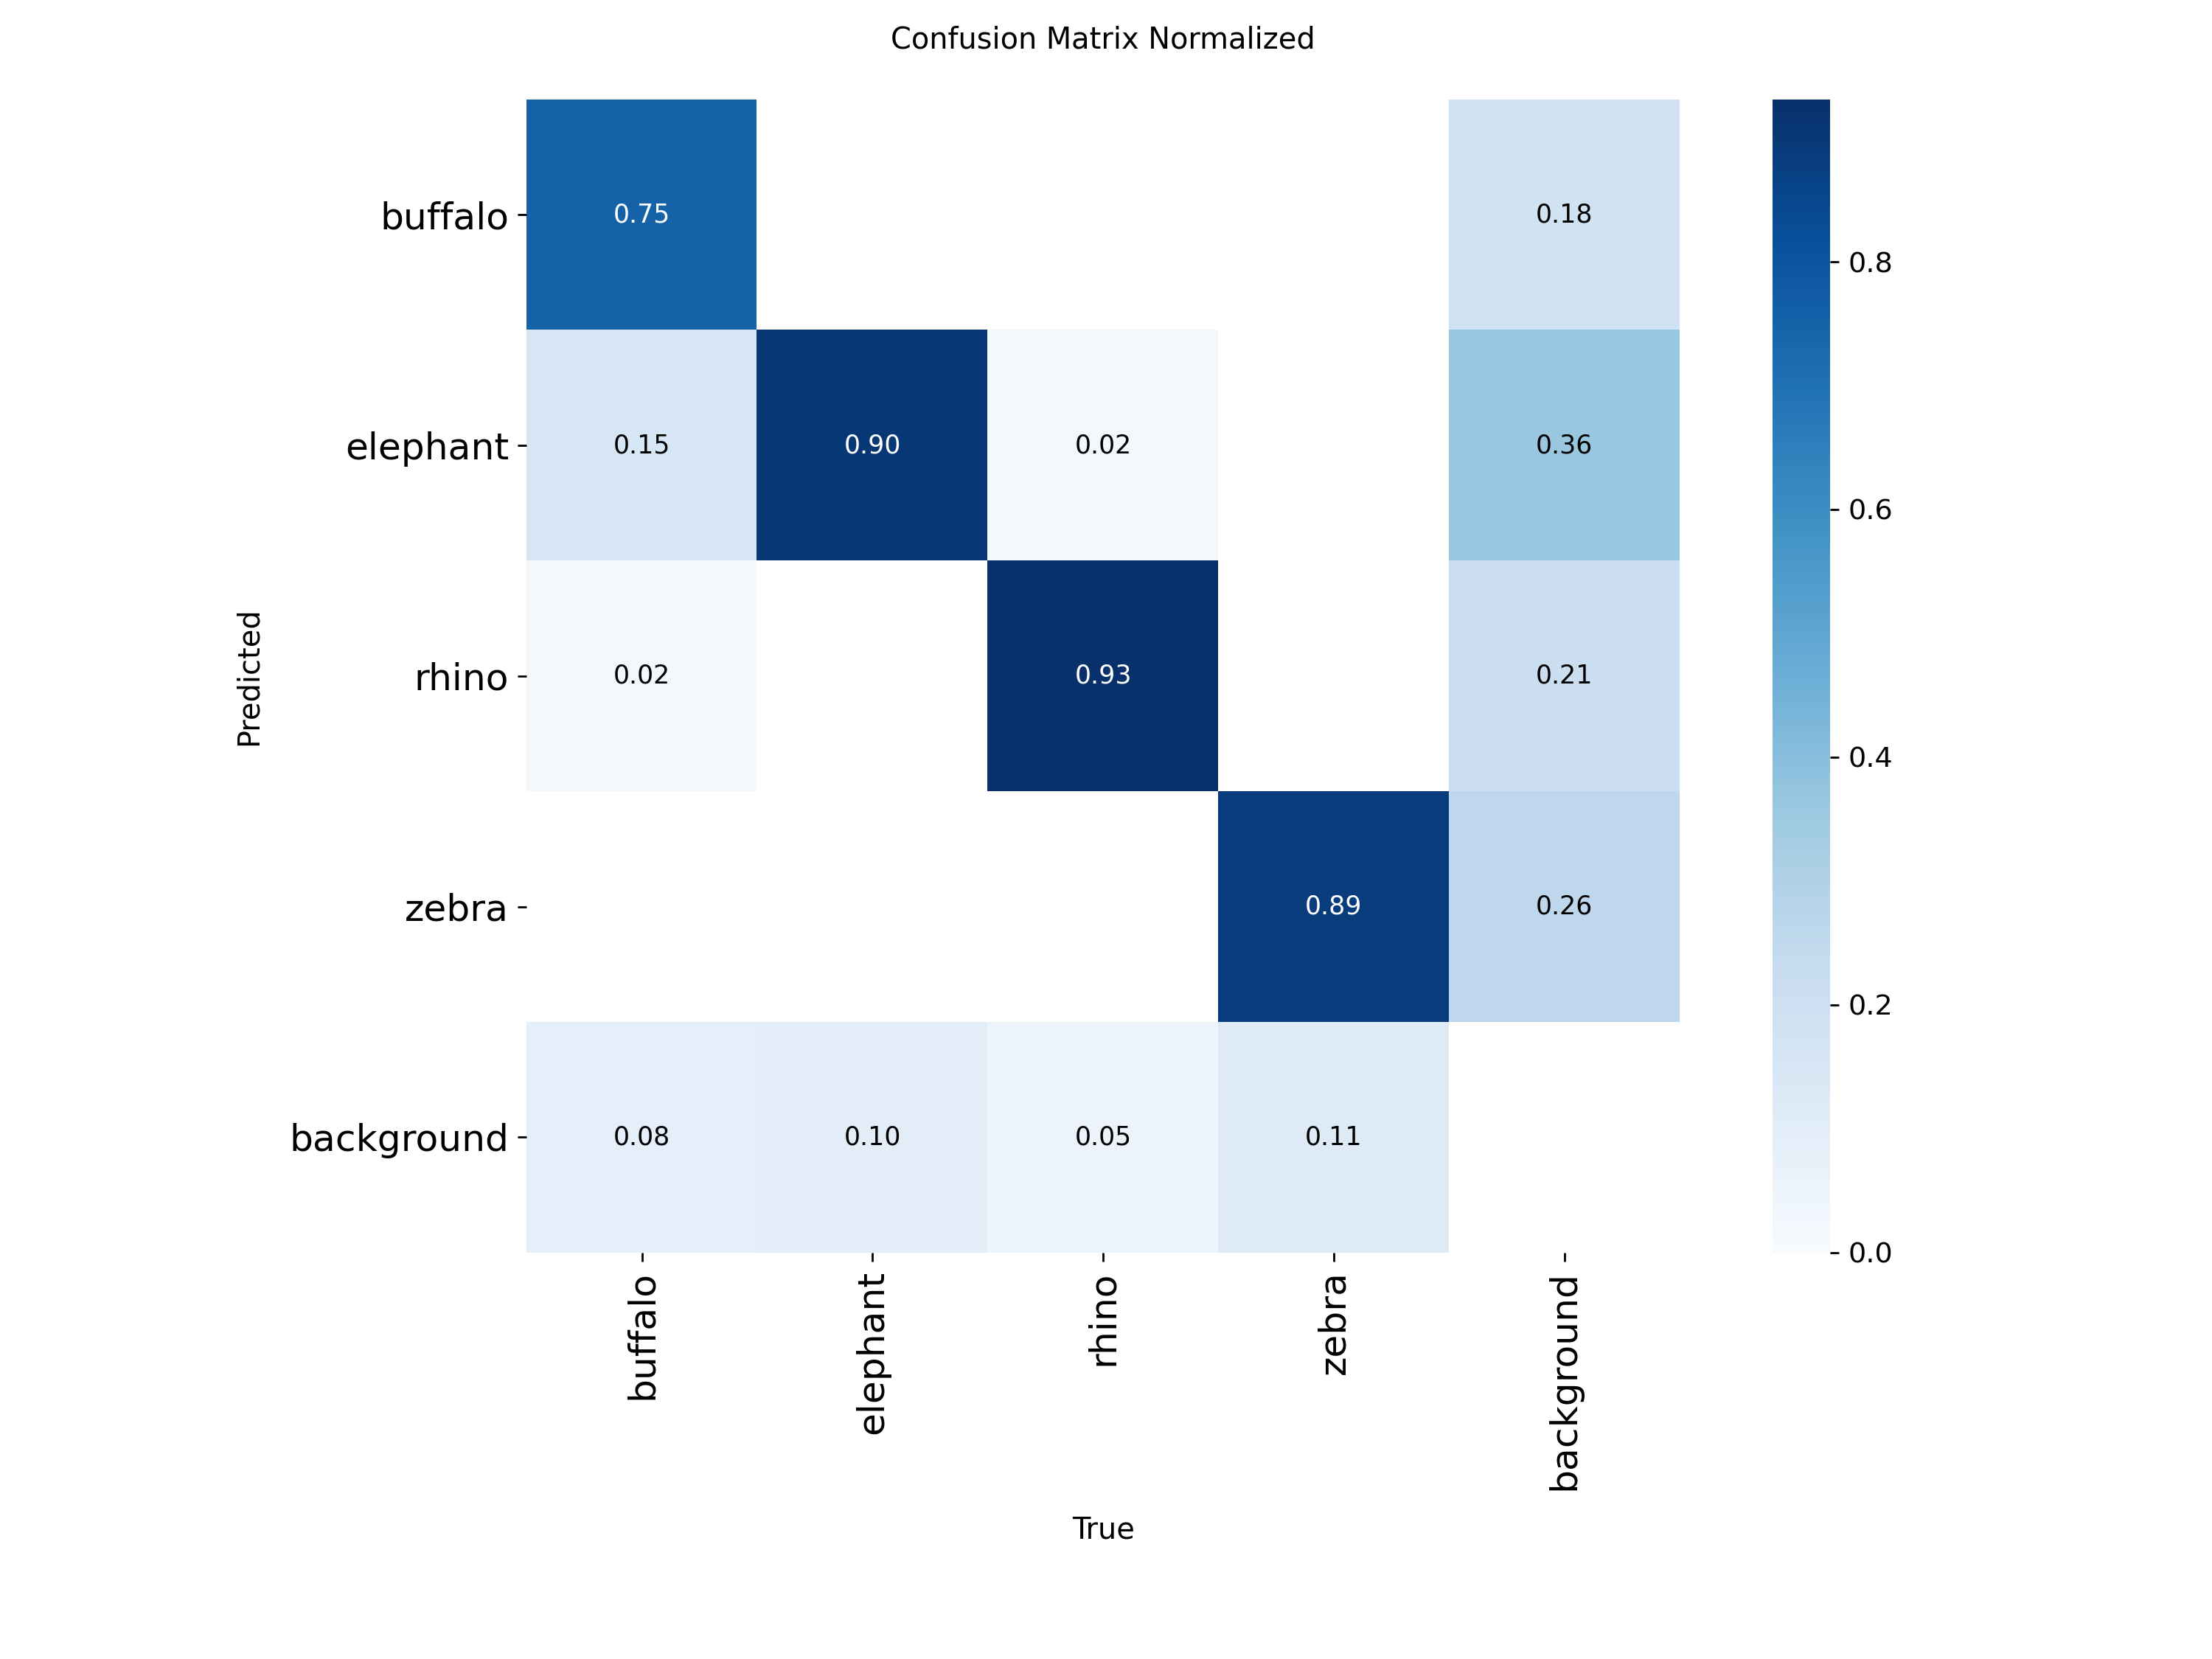 Confusion Matrix Normalized
buffalo 0.75 0.18
elephant 0.15 0.90 0.02 0.36
rhino 0.02 0.93 0.21
zebra 0.89 0.26
background 0.08 0.10 0.05 0.11
Predicted
buffalo elephant rhino zebra background
True
0.8
0.6
0.4
0.2
0.0